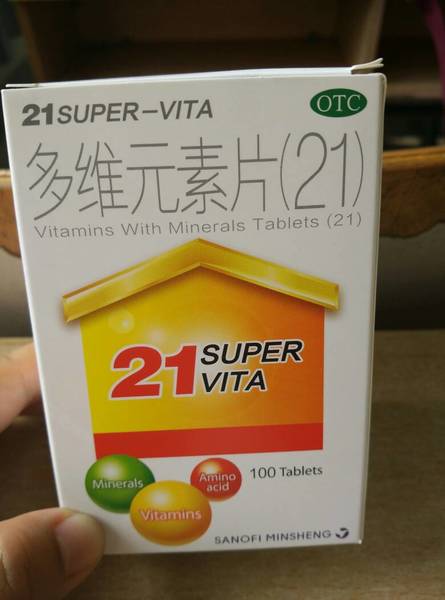 OTC
21SUPER-VITA
多维元素片(21)
Vitamins With Minerals Tablets (21)
21 SUPER
VITA
Minerals
Amino
acid
100 Tablets
Vitamins
SANOFI MINSHENG